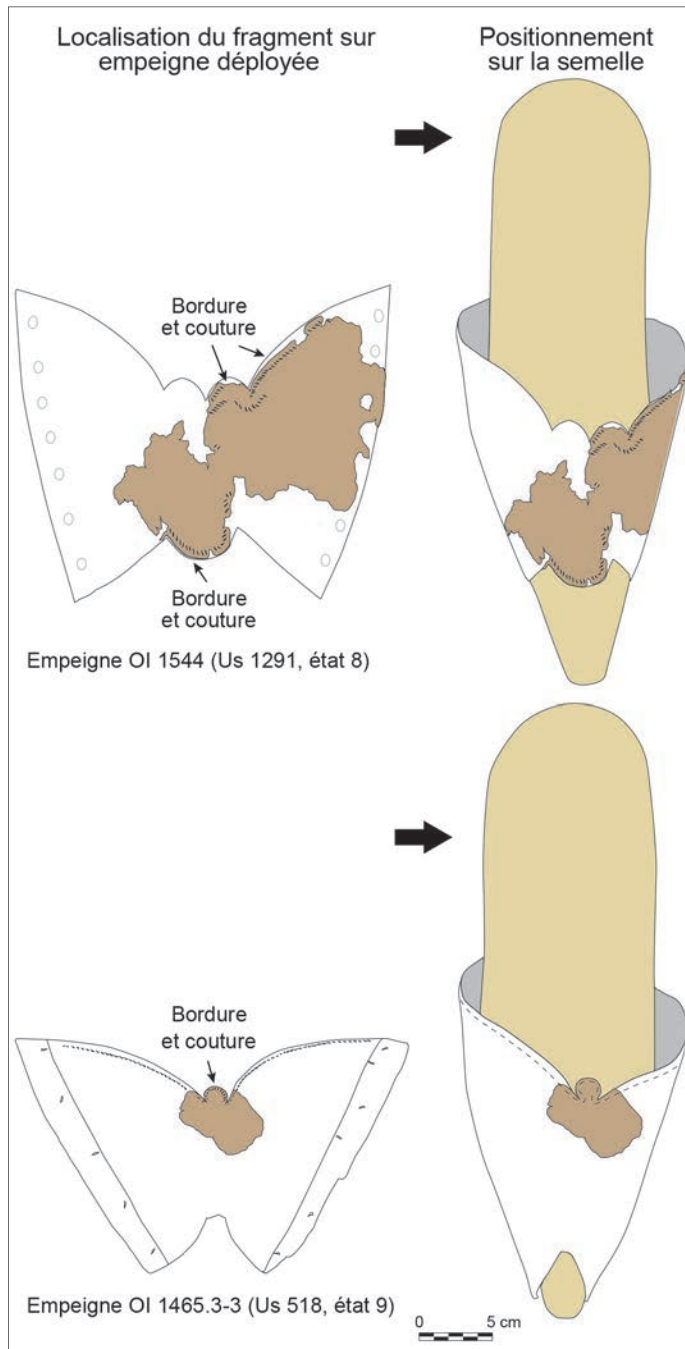 Localisation du fragment sur
empeigne déployée
Positionnement
sur la semelle
Bordure
et couture
Bordure
et couture
Empeigne OI 1544 (Us 1291, état 8)
Bordure
et couture
Empeigne OI 1465.3-3 (Us 518, état 9)
0 5 cm